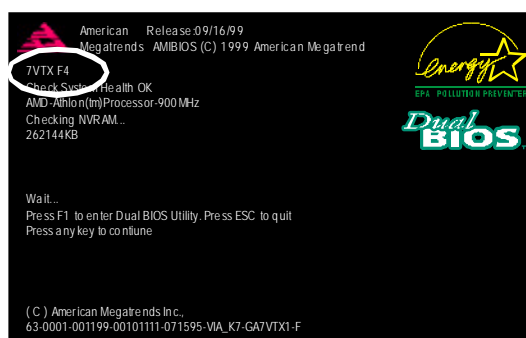 American Release:09/16/99
Megatrends AMIBIOS (C) 1999 American Megatrend
7VTX F4
Check System Health OK
AMD-Athlon(tm)Processor-900MHz
Checking NVRAM...
262144KB
energy
EPA POLLUTION PREVENTER
Dual
BIOS
Wait...
Press F1 to enter Dual BIOS Utility. Press ESC to quit
Press any key to contiune
( C ) American Megatrends Inc.,
63-0001-001199-00101111-071595-VIA_K7-GA7VTX1-F